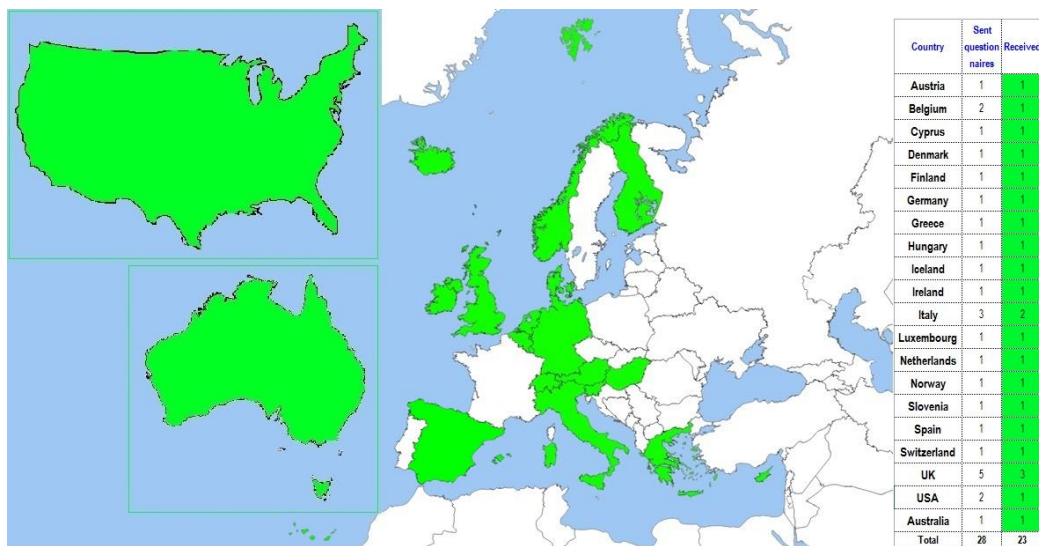 Country Sent question naires Received
Austria 1 1
Belgium 2 1
Cyprus 1 1
Denmark 1 1
Finland 1 1
Germany 1 1
Greece 1 1
Hungary 1 1
Iceland 1 1
Ireland 1 1
Italy 3 2
Luxembourg 1 1
Netherlands 1 1
Norway 1 1
Slovenia 1 1
Spain 1 1
Switzerland 1 1
UK 5 3
USA 2 1
Australia 1 1
Total 28 23